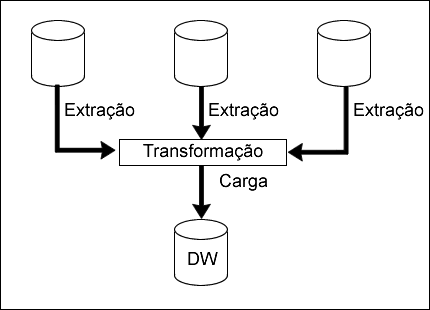 Extração
Extração
Extração
Transformação
Carga
DW